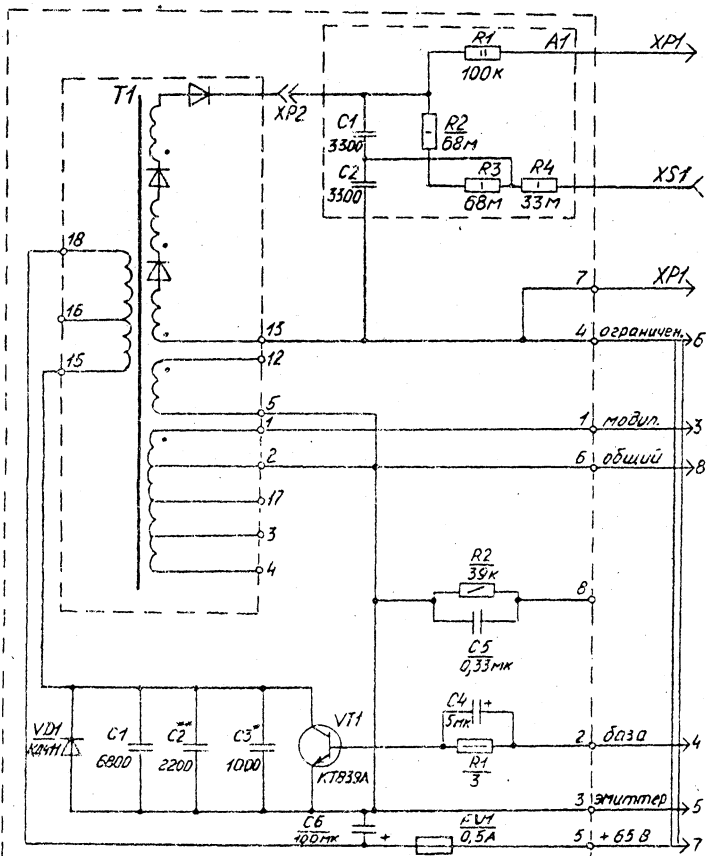 R1 A1 XP1
100к
T1
XP2
C1 R2
3300 68м
C2 R3 R4 XS1
3300 68м 33м
18
7 XP1
16
13 4 ограничен. 6
15 12
5
1 1 модул. 3
2 6 общий 8
17
3
4
R2
39к
8
C5
0,33мк
C4 +
5мк
VD1 C1 C2** C3* VT1 2 база 4
6800 2200 1000 R1
КТ839А 3
3 эмиттер 5
C6
100мк + 0,5А 5 + 65 В 7